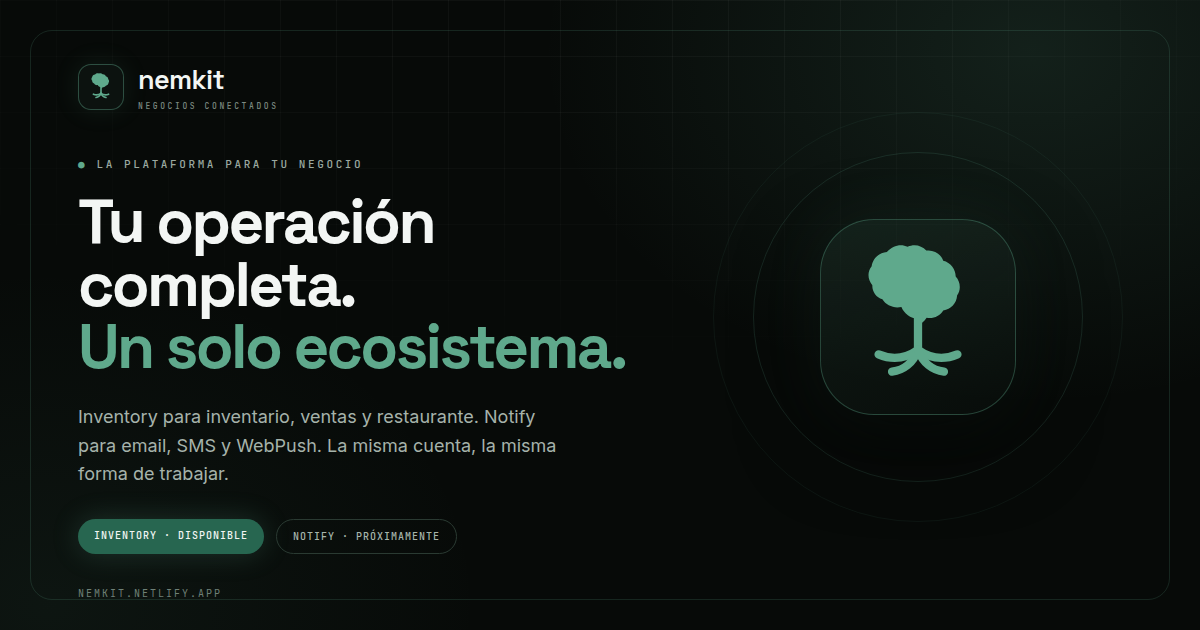 nemkit
NEGOCIOS CONECTADOS
LA PLATAFORMA PARA TU NEGOCIO
Tu operación
completa.
Un solo ecosistema.
Inventory para inventario, ventas y restaurante. Notify
para email, SMS y WebPush. La misma cuenta, la misma
forma de trabajar.
INVENTORY · DISPONIBLE
NOTIFY · PRÓXIMAMENTE
NEMKIT.NETLIFY.APP